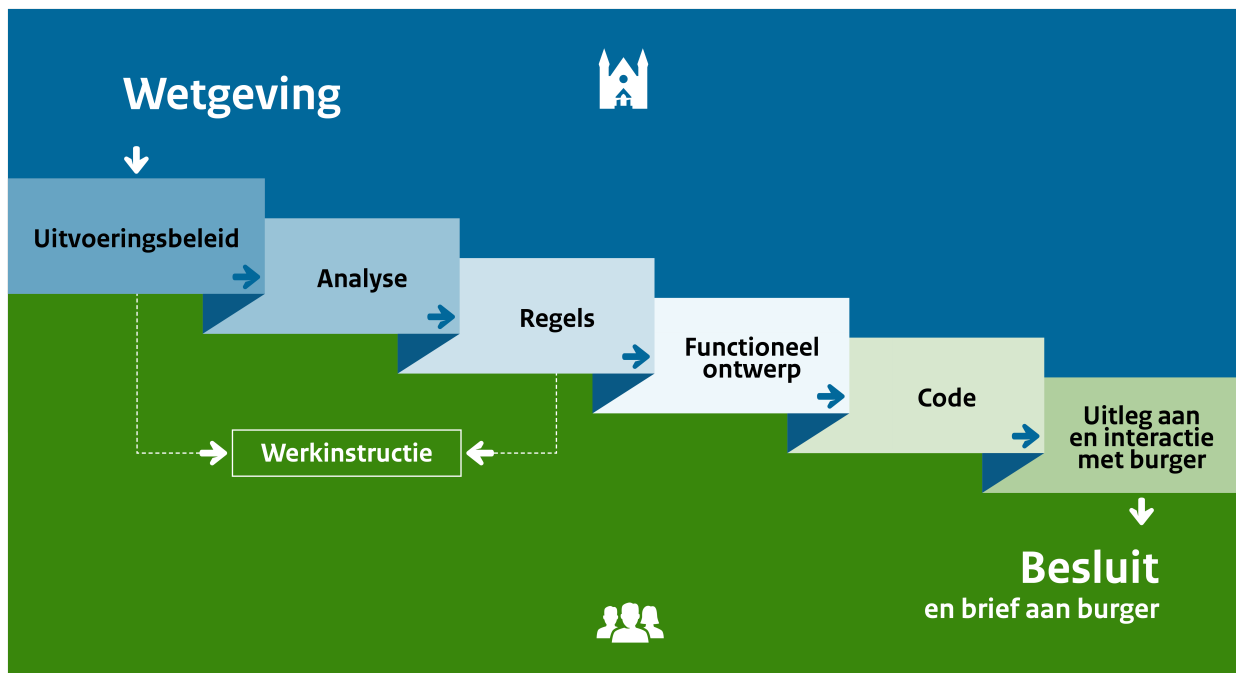 Wetgeving
Uitvoeringsbeleid
Analyse
Regels
Functioneel
ontwerp
Code
Uitleg aan
en interactie
met burger
Werkinstructie
Besluit
en brief aan burger